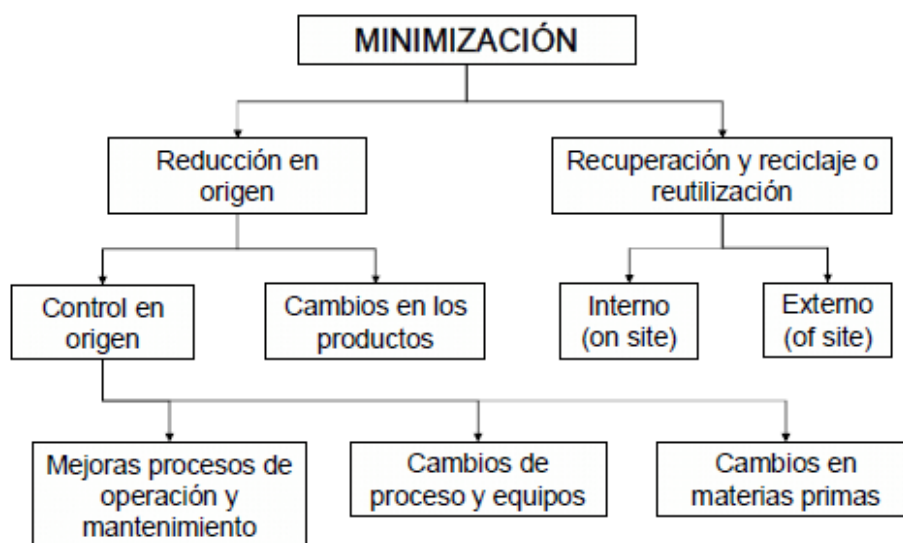 MINIMIZACIÓN
Reducción en
origen
Recuperación y reciclaje o
reutilización
Control en
origen
Cambios en los
productos
Interno
(on site)
Externo
(of site)
Mejoras procesos de
operación y
mantenimiento
Cambios de
proceso y equipos
Cambios en
materias primas